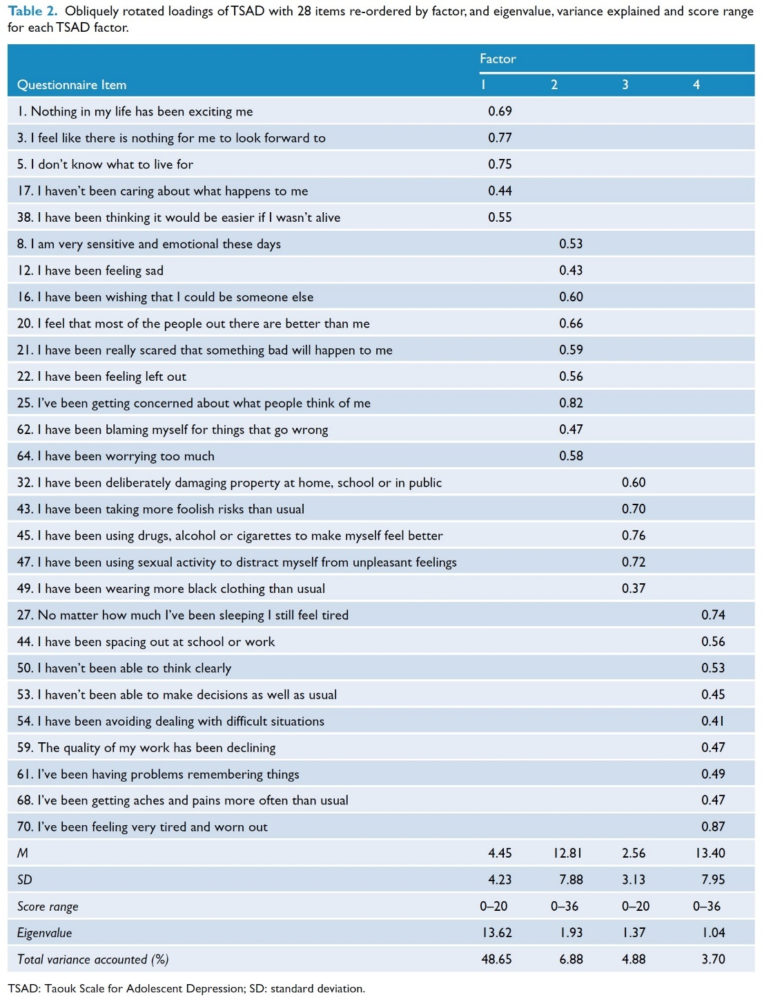 Table 2. Obliquely rotated loadings of TSAD with 28 items re-ordered by factor, and eigenvalue, variance explained and score range
for each TSAD factor.
Factor
Questionnaire Item 1 2 3 4
1. Nothing in my life has been exciting me 0.69
3. I feel like there is nothing for me to look forward to 0.77
5. I don’t know what to live for 0.75
17. I haven’t been caring about what happens to me 0.44
38. I have been thinking it would be easier if I wasn’t alive 0.55
8. I am very sensitive and emotional these days 0.53
12. I have been feeling sad 0.43
16. I have been wishing that I could be someone else 0.60
20. I feel that most of the people out there are better than me 0.66
21. I have been really scared that something bad will happen to me 0.59
22. I have been feeling left out 0.56
25. I’ve been getting concerned about what people think of me 0.82
62. I have been blaming myself for things that go wrong 0.47
64. I have been worrying too much 0.58
32. I have been deliberately damaging property at home, school or in public 0.60
43. I have been taking more foolish risks than usual 0.70
45. I have been using drugs, alcohol or cigarettes to make myself feel better 0.76
47. I have been using sexual activity to distract myself from unpleasant feelings 0.72
49. I have been wearing more black clothing than usual 0.37
27. No matter how much I’ve been sleeping I still feel tired 0.74
44. I have been spacing out at school or work 0.56
50. I haven’t been able to think clearly 0.53
53. I haven’t been able to make decisions as well as usual 0.45
54. I have been avoiding dealing with difficult situations 0.41
59. The quality of my work has been declining 0.47
61. I’ve been having problems remembering things 0.49
68. I’ve been getting aches and pains more often than usual 0.47
70. I’ve been feeling very tired and worn out 0.87
M 4.45 12.81 2.56 13.40
SD 4.23 7.88 3.13 7.95
Score range 0–20 0–36 0–20 0–36
Eigenvalue 13.62 1.93 1.37 1.04
Total variance accounted (%) 48.65 6.88 4.88 3.70
TSAD: Taouk Scale for Adolescent Depression; SD: standard deviation.